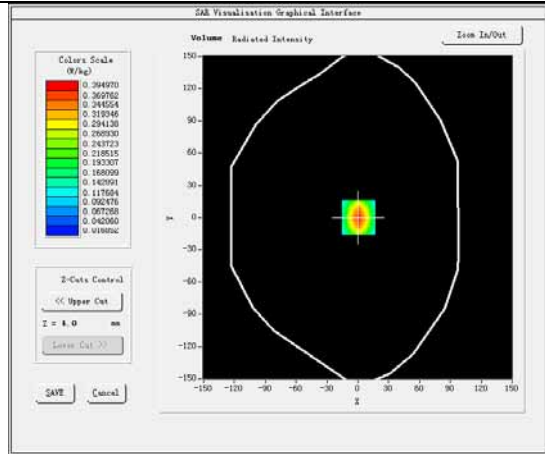 SAR Visualisation Graphical Interface
Volume Radiated Intensity
Zoom In/Out
Colors Scale
(W/kg)
0.394970
0.369762
0.344554
0.319346
0.294138
0.268930
0.243723
0.218515
0.193307
0.168099
0.142891
0.117684
0.092476
0.067268
0.042060
0.016852
150
120
90
60
30
0
-30
-60
-90
-120
-150
Y
-150 -120 -90 -60 -30 0 30 60 90 120 150
X
Z-Cuts Control
<< Upper Cut
Z = 4.0 mm
Lower Cut >>
SAVE Cancel